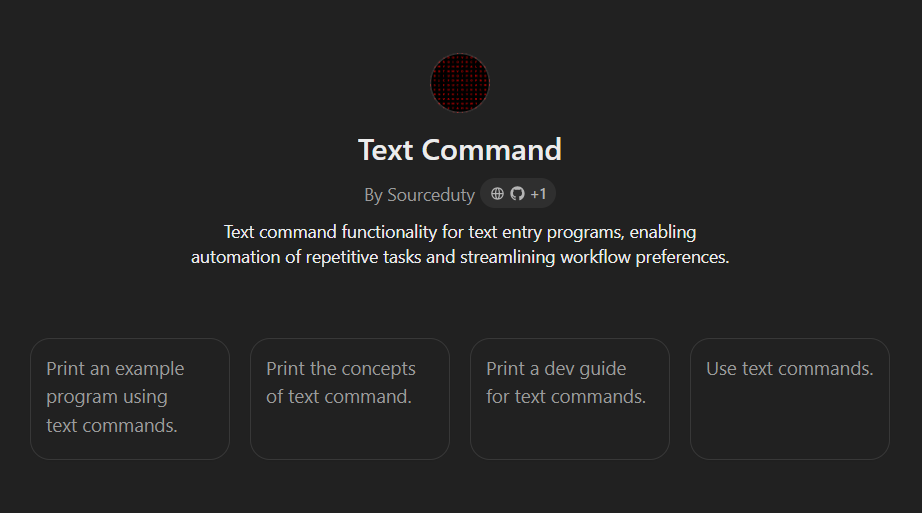 Text Command
By Sourceduty +1
Text command functionality for text entry programs, enabling
automation of repetitive tasks and streamlining workflow preferences.
Print an example
program using
text commands.
Print the concepts
of text command.
Print a dev guide
for text commands.
Use text commands.